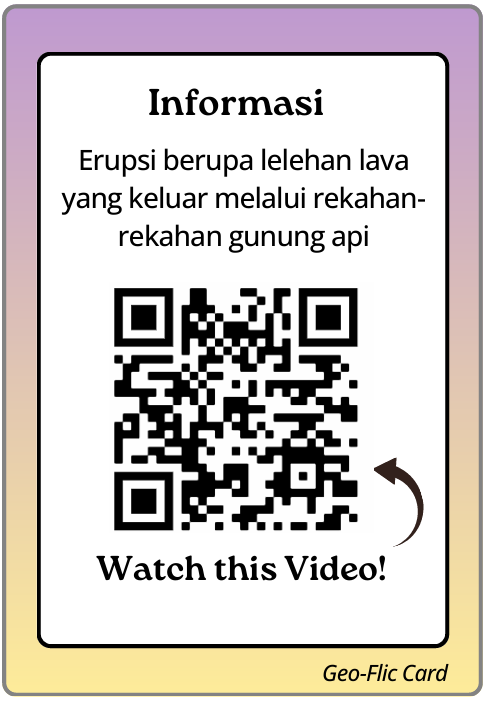 Informasi
Erupsi berupa lelehan lava
yang keluar melalui rekahan-
rekahan gunung api
Watch this Video!
Geo-Flic Card